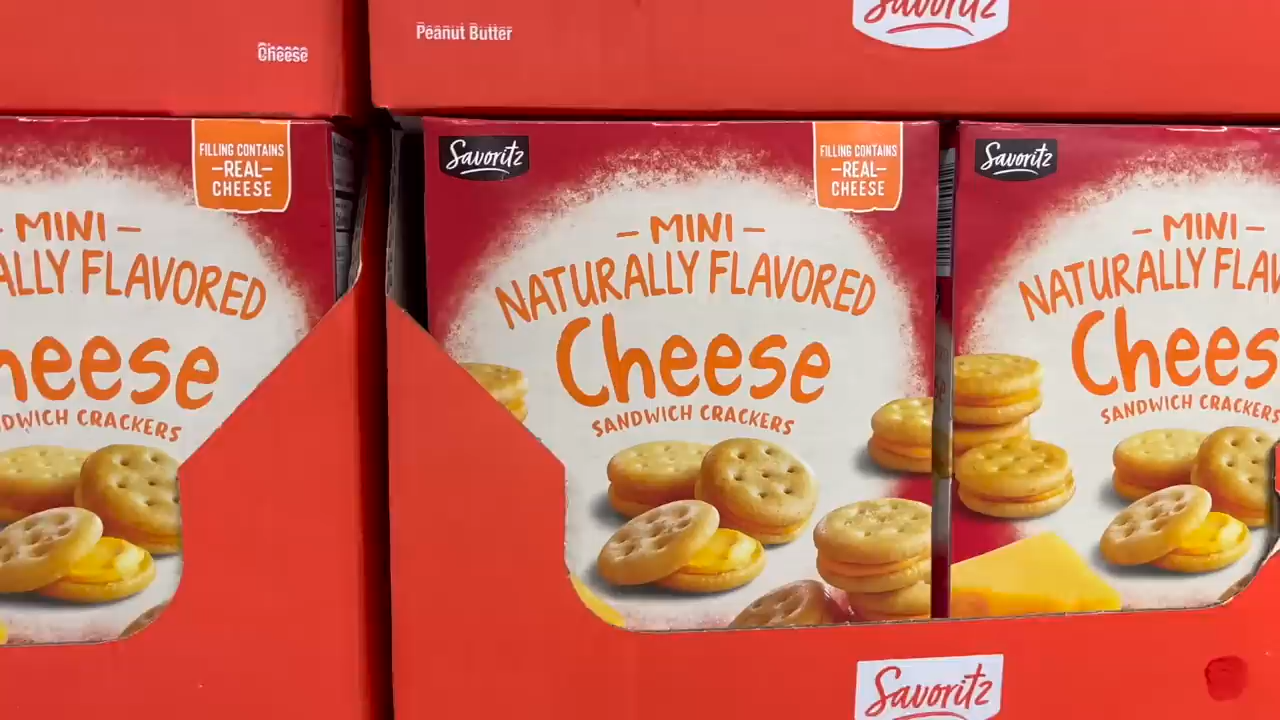 Cheese
Peanut Butter
Savoritz
FILLING CONTAINS
–REAL–
CHEESE
MINI –
ALLY FLAVORED
heese
DWICH CRACKERS
Savoritz
FILLING CONTAINS
–REAL–
CHEESE
– MINI –
NATURALLY FLAVORED
Cheese
SANDWICH CRACKERS
Savoritz
– MINI –
NATURALLY FLAV
Chees
SANDWICH CRACKERS
Savoritz